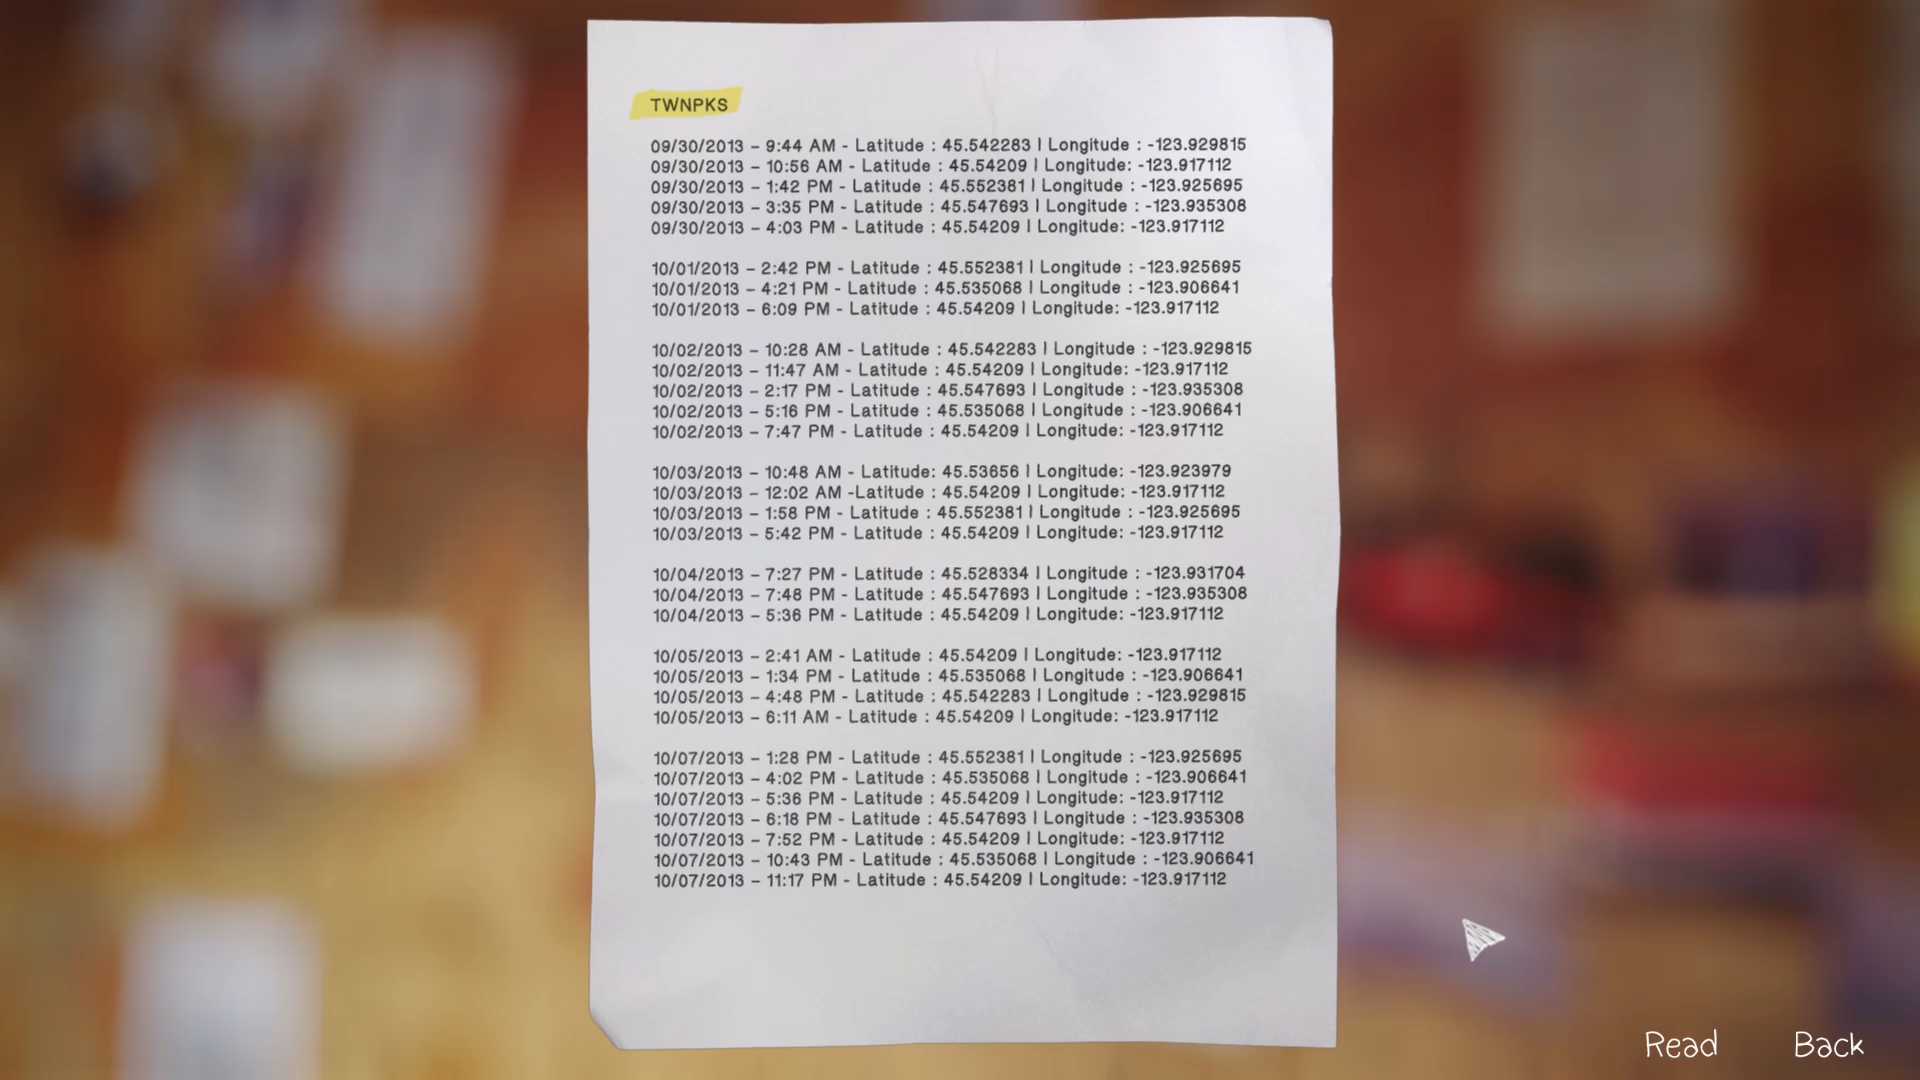 TWNPKS
09/30/2013 – 9:44 AM - Latitude : 45.542283 | Longitude : -123.929815
09/30/2013 – 10:56 AM - Latitude : 45.54209 | Longitude: -123.917112
09/30/2013 – 1:42 PM - Latitude : 45.552381 | Longitude : -123.925695
09/30/2013 – 3:35 PM - Latitude : 45.547693 | Longitude : -123.935308
09/30/2013 – 4:03 PM - Latitude : 45.54209 | Longitude: -123.917112
10/01/2013 – 2:42 PM - Latitude : 45.552381 | Longitude : -123.925695
10/01/2013 – 4:21 PM - Latitude : 45.535068 | Longitude : -123.906641
10/01/2013 – 6:09 PM - Latitude : 45.54209 | Longitude: -123.917112
10/02/2013 – 10:28 AM - Latitude : 45.542283 | Longitude : -123.929815
10/02/2013 – 11:47 AM - Latitude : 45.54209 | Longitude: -123.917112
10/02/2013 – 2:17 PM - Latitude : 45.547693 | Longitude : -123.935308
10/02/2013 – 5:16 PM - Latitude : 45.535068 | Longitude : -123.906641
10/02/2013 – 7:47 PM - Latitude : 45.54209 | Longitude: -123.917112
10/03/2013 – 10:48 AM - Latitude: 45.53656 | Longitude: -123.923979
10/03/2013 – 12:02 AM -Latitude : 45.54209 | Longitude: -123.917112
10/03/2013 – 1:58 PM - Latitude : 45.552381 | Longitude : -123.925695
10/03/2013 – 5:42 PM - Latitude : 45.54209 | Longitude: -123.917112
10/04/2013 – 7:27 PM - Latitude : 45.528334 | Longitude : -123.931704
10/04/2013 – 7:48 PM - Latitude : 45.547693 | Longitude : -123.935308
10/04/2013 – 5:36 PM - Latitude : 45.54209 | Longitude: -123.917112
10/05/2013 – 2:41 AM - Latitude : 45.54209 | Longitude: -123.917112
10/05/2013 – 1:34 PM - Latitude : 45.535068 | Longitude : -123.906641
10/05/2013 – 4:48 PM - Latitude : 45.542283 | Longitude : -123.929815
10/05/2013 – 6:11 AM - Latitude : 45.54209 | Longitude: -123.917112
10/07/2013 – 1:28 PM - Latitude : 45.552381 | Longitude : -123.925695
10/07/2013 – 4:02 PM - Latitude : 45.535068 | Longitude : -123.906641
10/07/2013 – 5:36 PM - Latitude : 45.54209 | Longitude: -123.917112
10/07/2013 – 6:18 PM - Latitude : 45.547693 | Longitude : -123.935308
10/07/2013 – 7:52 PM - Latitude : 45.54209 | Longitude: -123.917112
10/07/2013 – 10:43 PM - Latitude : 45.535068 | Longitude : -123.906641
10/07/2013 – 11:17 PM - Latitude : 45.54209 | Longitude: -123.917112
Read Back